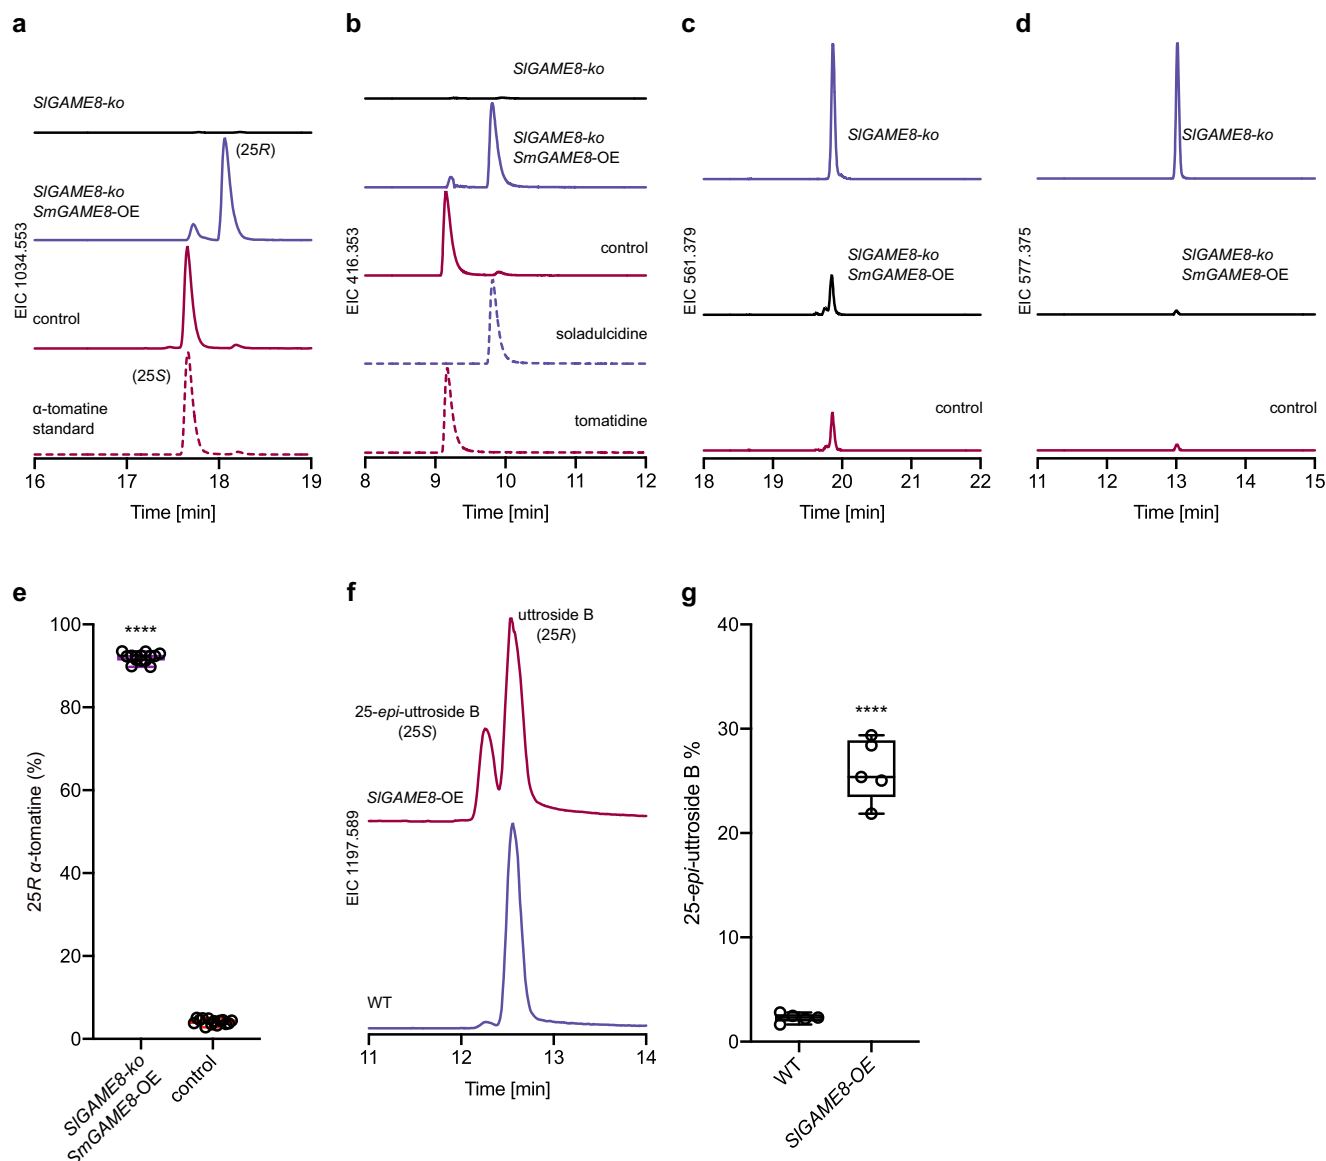 a
SlGAME8-ko
(25R)
SlGAME8-ko
SmGAME8-OE
EIC 1034.553
control
(25S)
α-tomatine
standard
16 17 18 19
Time [min]
b
SlGAME8-ko
SlGAME8-ko
SmGAME8-OE
EIC 416.353
control
soladulcidine
tomatidine
8 9 10 11 12
Time [min]
c
SlGAME8-ko
EIC 561.379
SlGAME8-ko
SmGAME8-OE
control
18 19 20 21 22
Time [min]
d
SlGAME8-ko
EIC 577.375
SlGAME8-ko
SmGAME8-OE
control
11 12 13 14 15
Time [min]
e
25R α-tomatine (%)
100
80
60
40
20
0
****
SlGAME8-ko
SmGAME8-OE
control
f
uttroside B
(25R)
25-epi-uttroside B
(25S)
SlGAME8-OE
EIC 1197.589
WT
11 12 13 14
Time [min]
g
25-epi-uttroside B %
40
30
20
10
0
****
WT
SlGAME8-OE